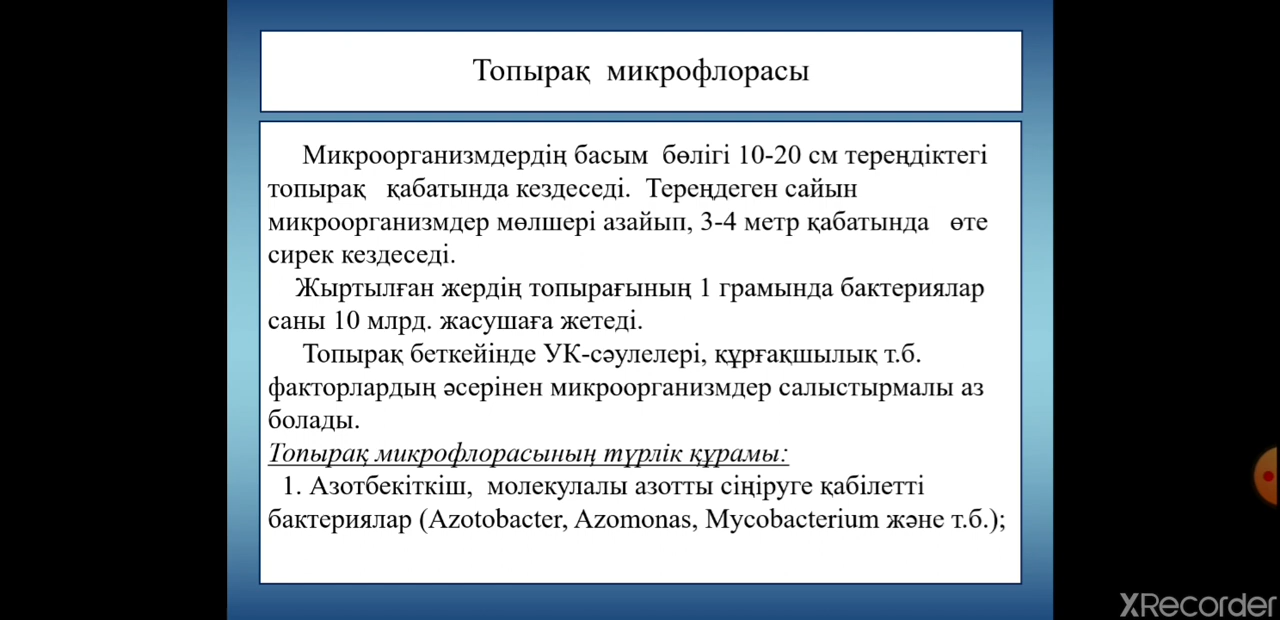 Топырақ микрофлорасы
Микроорганизмдердің басым бөлігі 10-20 см тереңдіктегі
топырақ қабатында кездеседі. Тереңдеген сайын
микроорганизмдер мөлшері азайып, 3-4 метр қабатында өте
сирек кездеседі.
Жыртылған жердің топырағының 1 грамында бактериялар
саны 10 млрд. жасушаға жетеді.
Топырақ беткейінде УК-сәулелері, құрғақшылық т.б.
факторлардың әсерінен микроорганизмдер салыстырмалы аз
болады.
Топырақ микрофлорасының түрлік құрамы:
1. Азотбекіткіш, молекулалы азотты сіңіруге қабілетті
бактериялар (Azotobacter, Azomonas, Mycobacterium және т.б.);
XRecorder